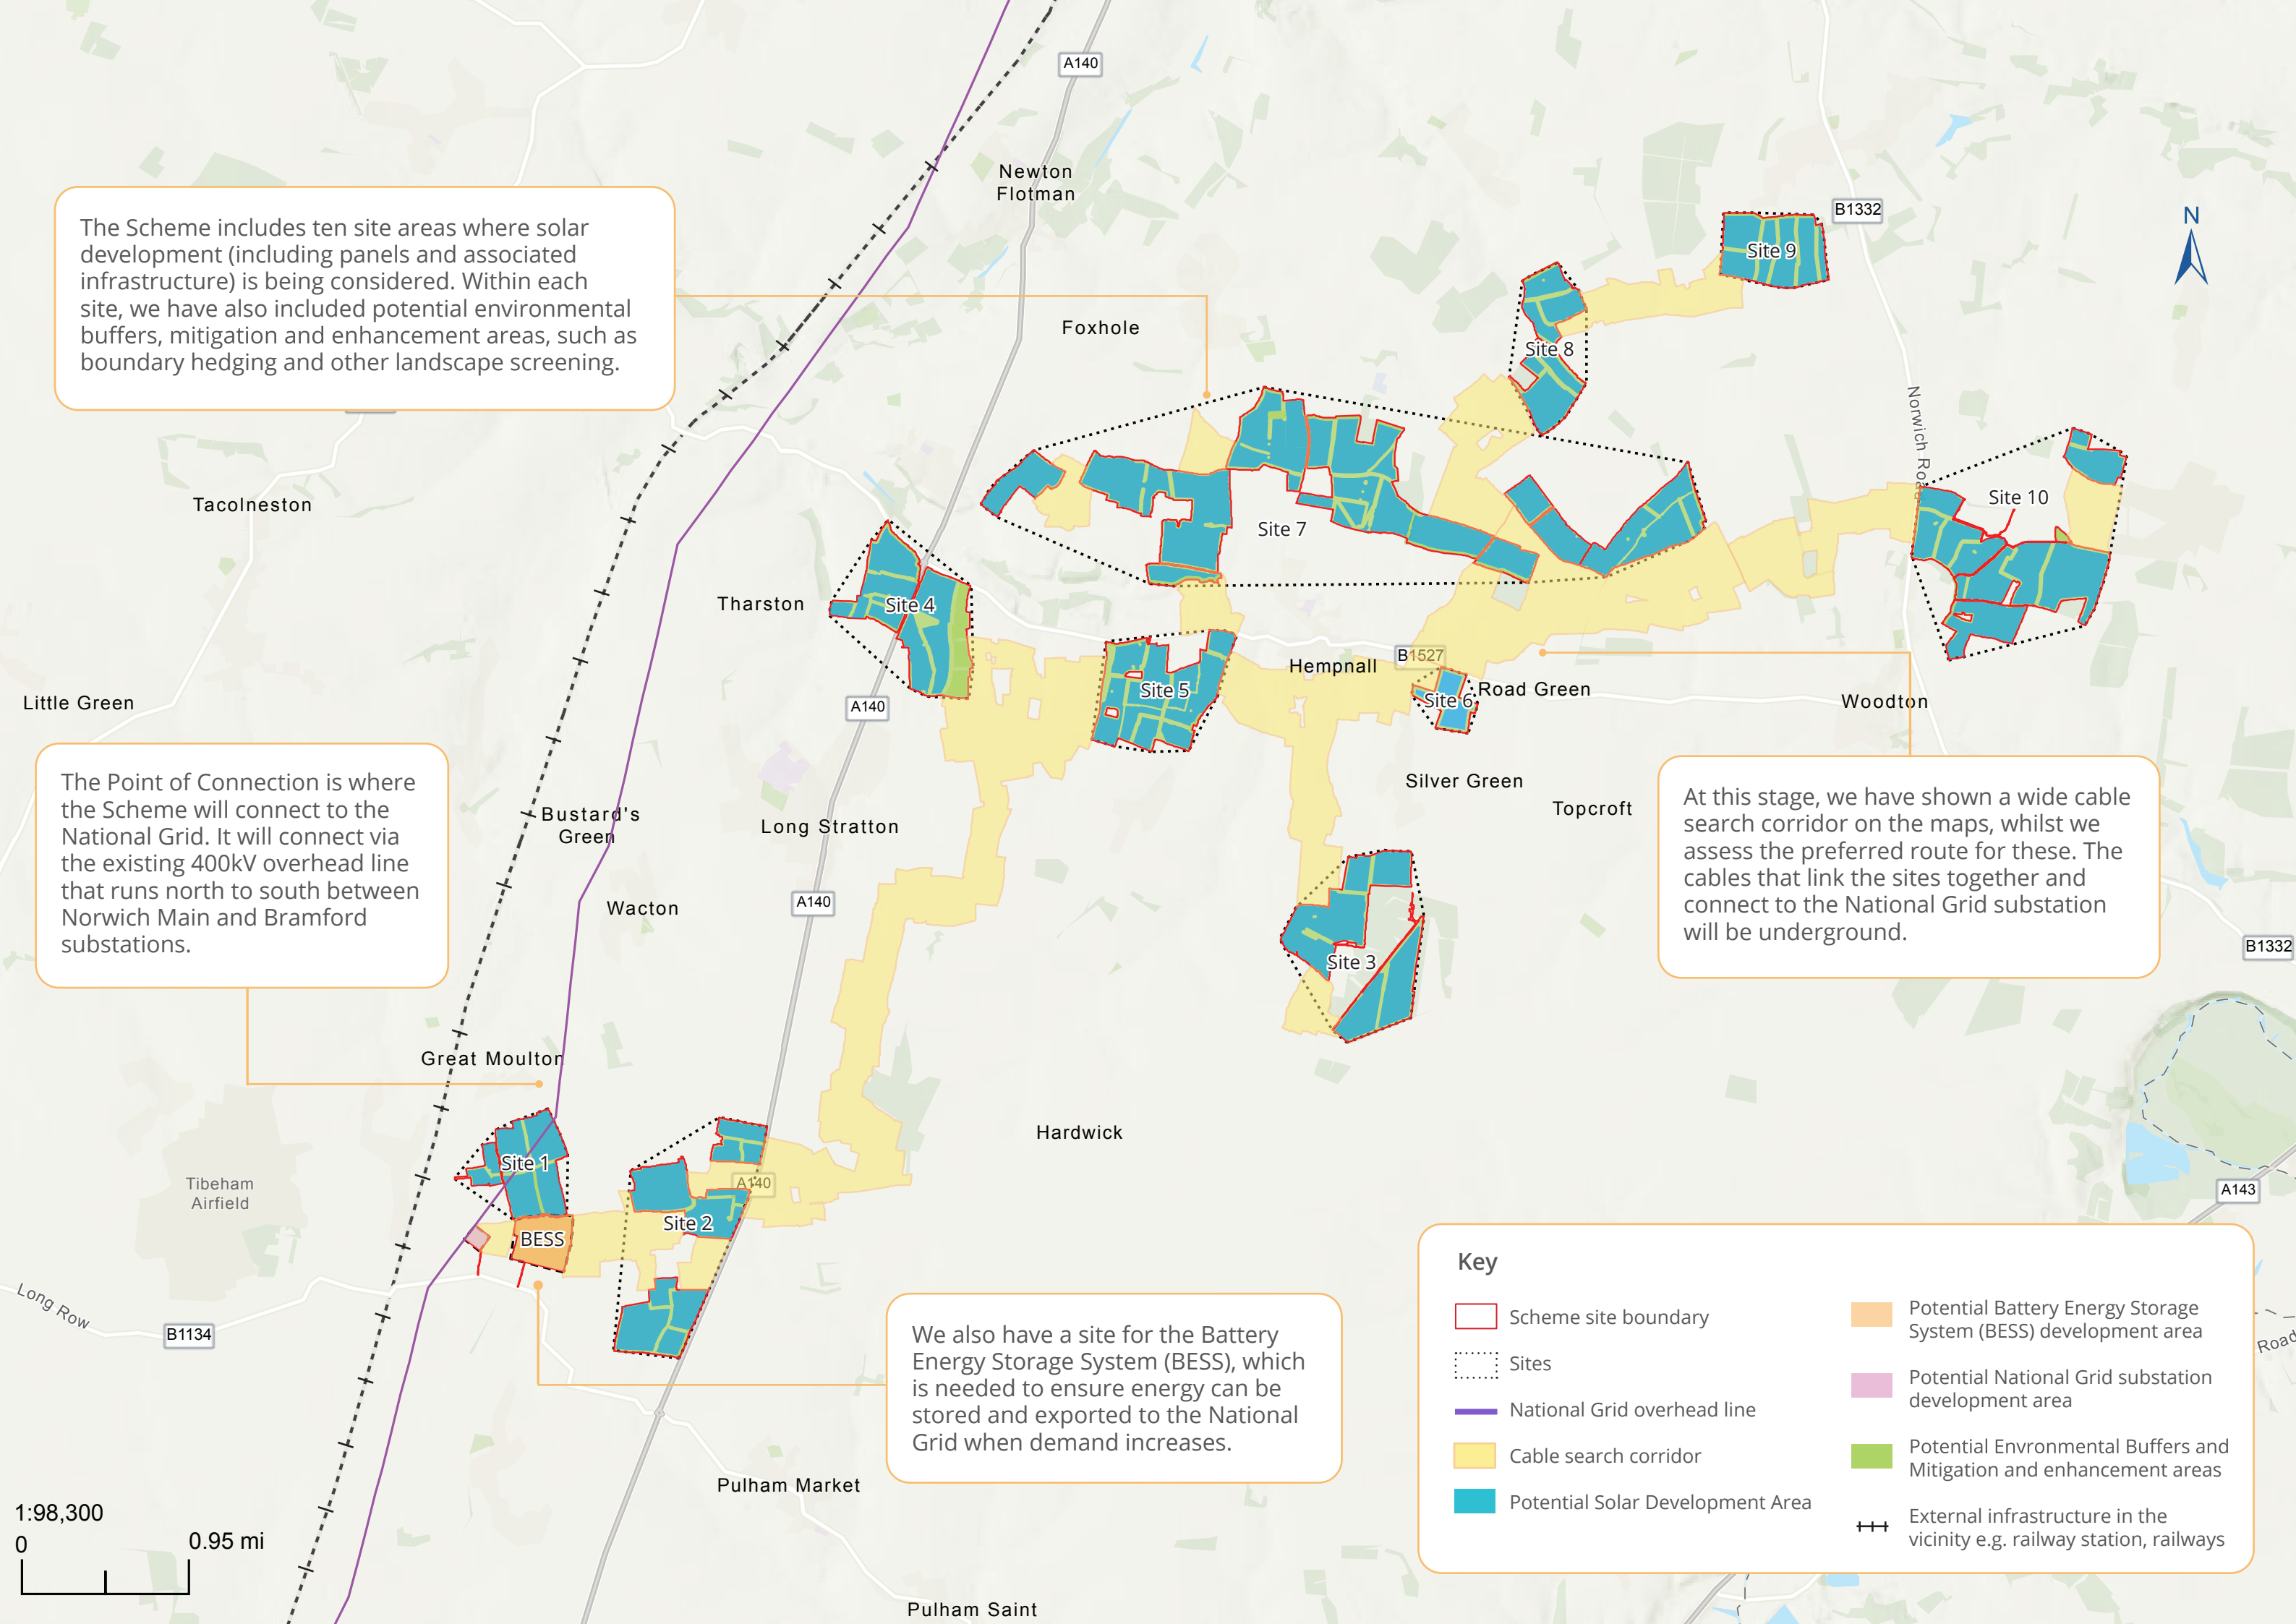 A140
Newton
Flotman
The Scheme includes ten site areas where solar
development (including panels and associated
infrastructure) is being considered. Within each
site, we have also included potential environmental
buffers, mitigation and enhancement areas, such as
boundary hedging and other landscape screening.
B1332
N
Site 9
Foxhole
Site 8
Norwich Road
Tacolneston
Site 10
Site 7
Tharston
Site 4
Hempnall
B1527
Site 5
Site 6
Road Green
Little Green
A140
Woodton
The Point of Connection is where
the Scheme will connect to the
National Grid. It will connect via
the existing 400kV overhead line
that runs north to south between
Norwich Main and Bramford
substations.
Bustard's
Green
Long Stratton
Silver Green
Topcroft
At this stage, we have shown a wide cable
search corridor on the maps, whilst we
assess the preferred route for these. The
cables that link the sites together and
connect to the National Grid substation
will be underground.
Wacton
A140
B1332
Site 3
Great Moulton
Hardwick
Tibeham
Airfield
Site 1
A140
A143
Site 2
BESS
Long Row
B1134
We also have a site for the Battery
Energy Storage System (BESS), which
is needed to ensure energy can be
stored and exported to the National
Grid when demand increases.
Key
Scheme site boundary
Sites
National Grid overhead line
Cable search corridor
Potential Solar Development Area
Potential Battery Energy Storage
System (BESS) development area
Potential National Grid substation
development area
Potential Envronmental Buffers and
Mitigation and enhancement areas
External infrastructure in the
vicinity e.g. railway station, railways
Road
Pulham Market
1:98,300
0
0.95 mi
Pulham Saint